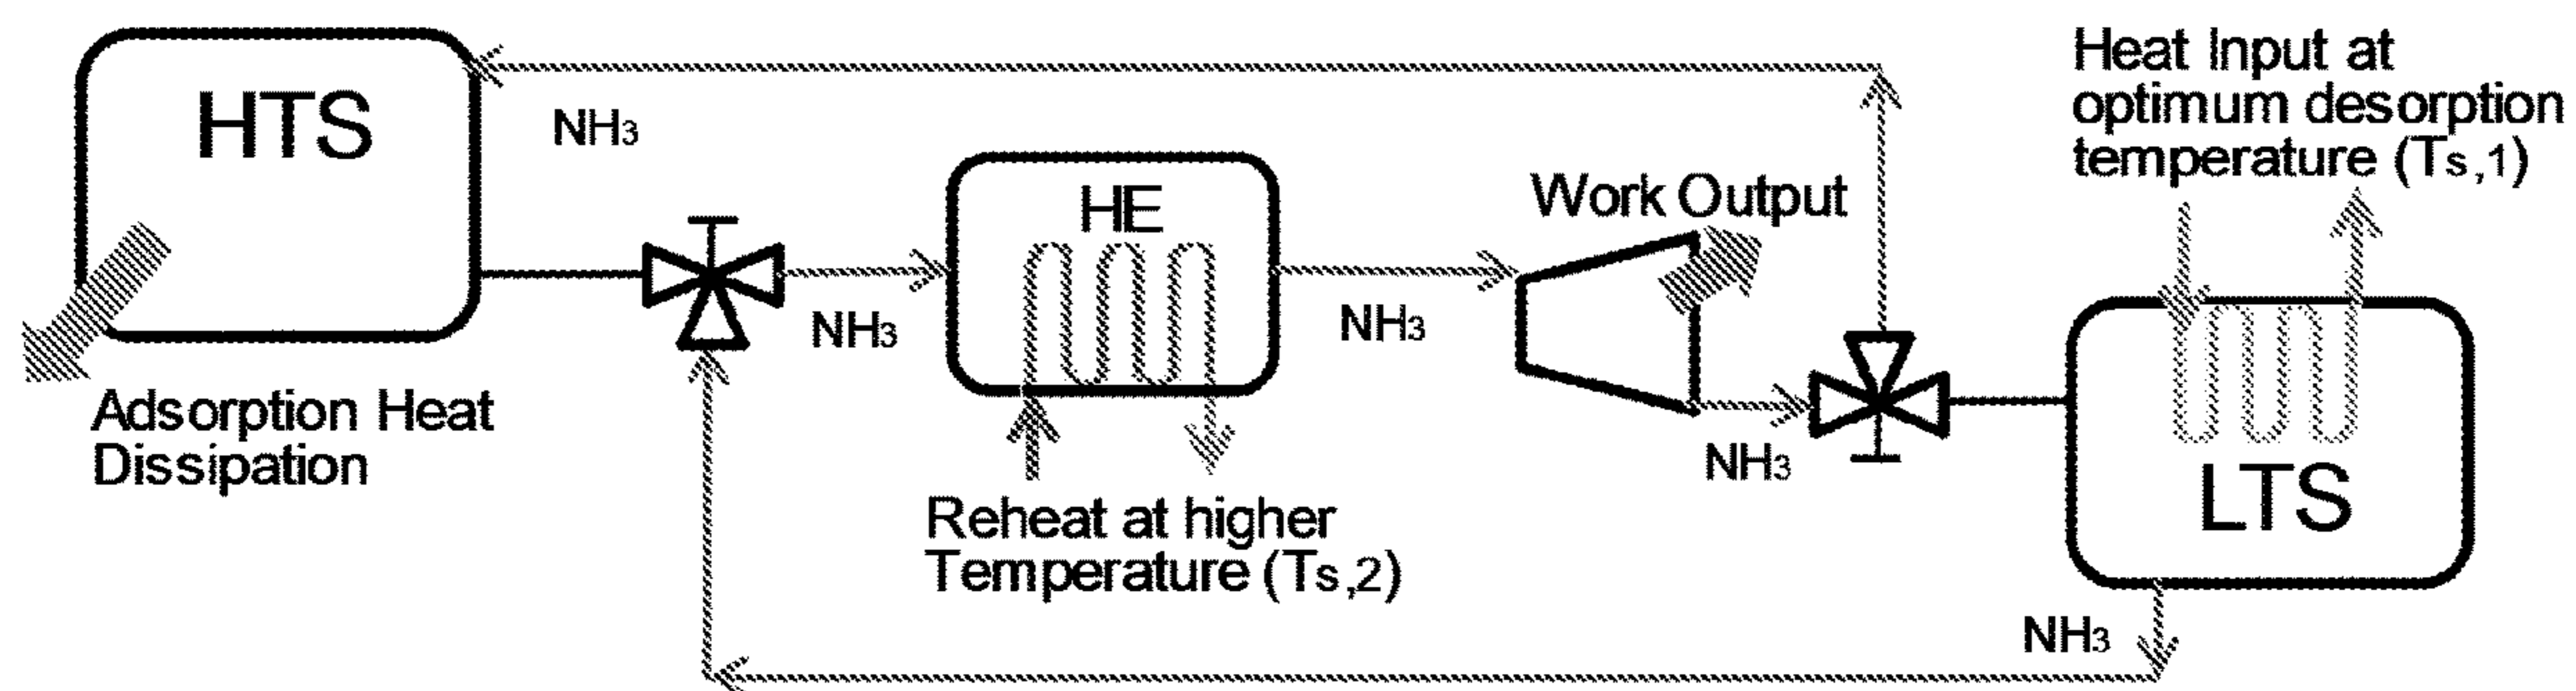 HTS
NH3
HE
Work Output
Heat Input at
optimum desorption
temperature (Ts,1)
NH3
NH3
NH3
Adsorption Heat
Dissipation
Reheat at higher
Temperature (Ts,2)
LTS
NH3